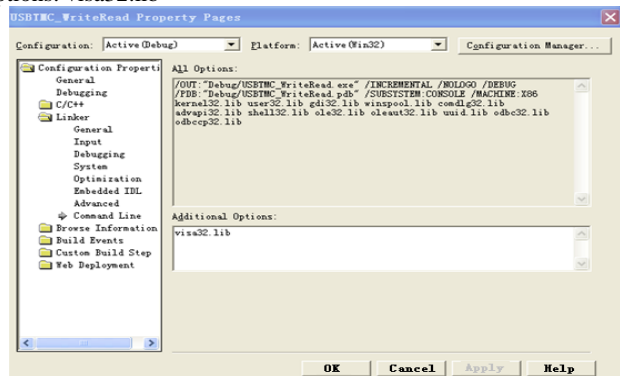 USBTMC_WriteRead Property Pages
Configuration: Active(Debug) Platform: Active(Win32) Configuration Manager...
Configuration Properti
General
Debugging
C/C++
Linker
General
Input
Debugging
System
Optimization
Embedded IDL
Advanced
Command Line
Browse Information
Build Events
Custom Build Step
Web Deployment
All Options:
/OUT:"Debug/USBTMC_WriteRead.exe" /INCREMENTAL /NOLOGO /DEBUG
/PDB:"Debug/USBTMC_WriteRead.pdb" /SUBSYSTEM:CONSOLE /MACHINE:X86
kernel32.lib user32.lib gdi32.lib winspool.lib comdlg32.lib
advapi32.lib shell32.lib ole32.lib oleaut32.lib uuid.lib odbc32.lib
odbccp32.lib
Additional Options:
visa32.lib
OK Cancel Apply Help